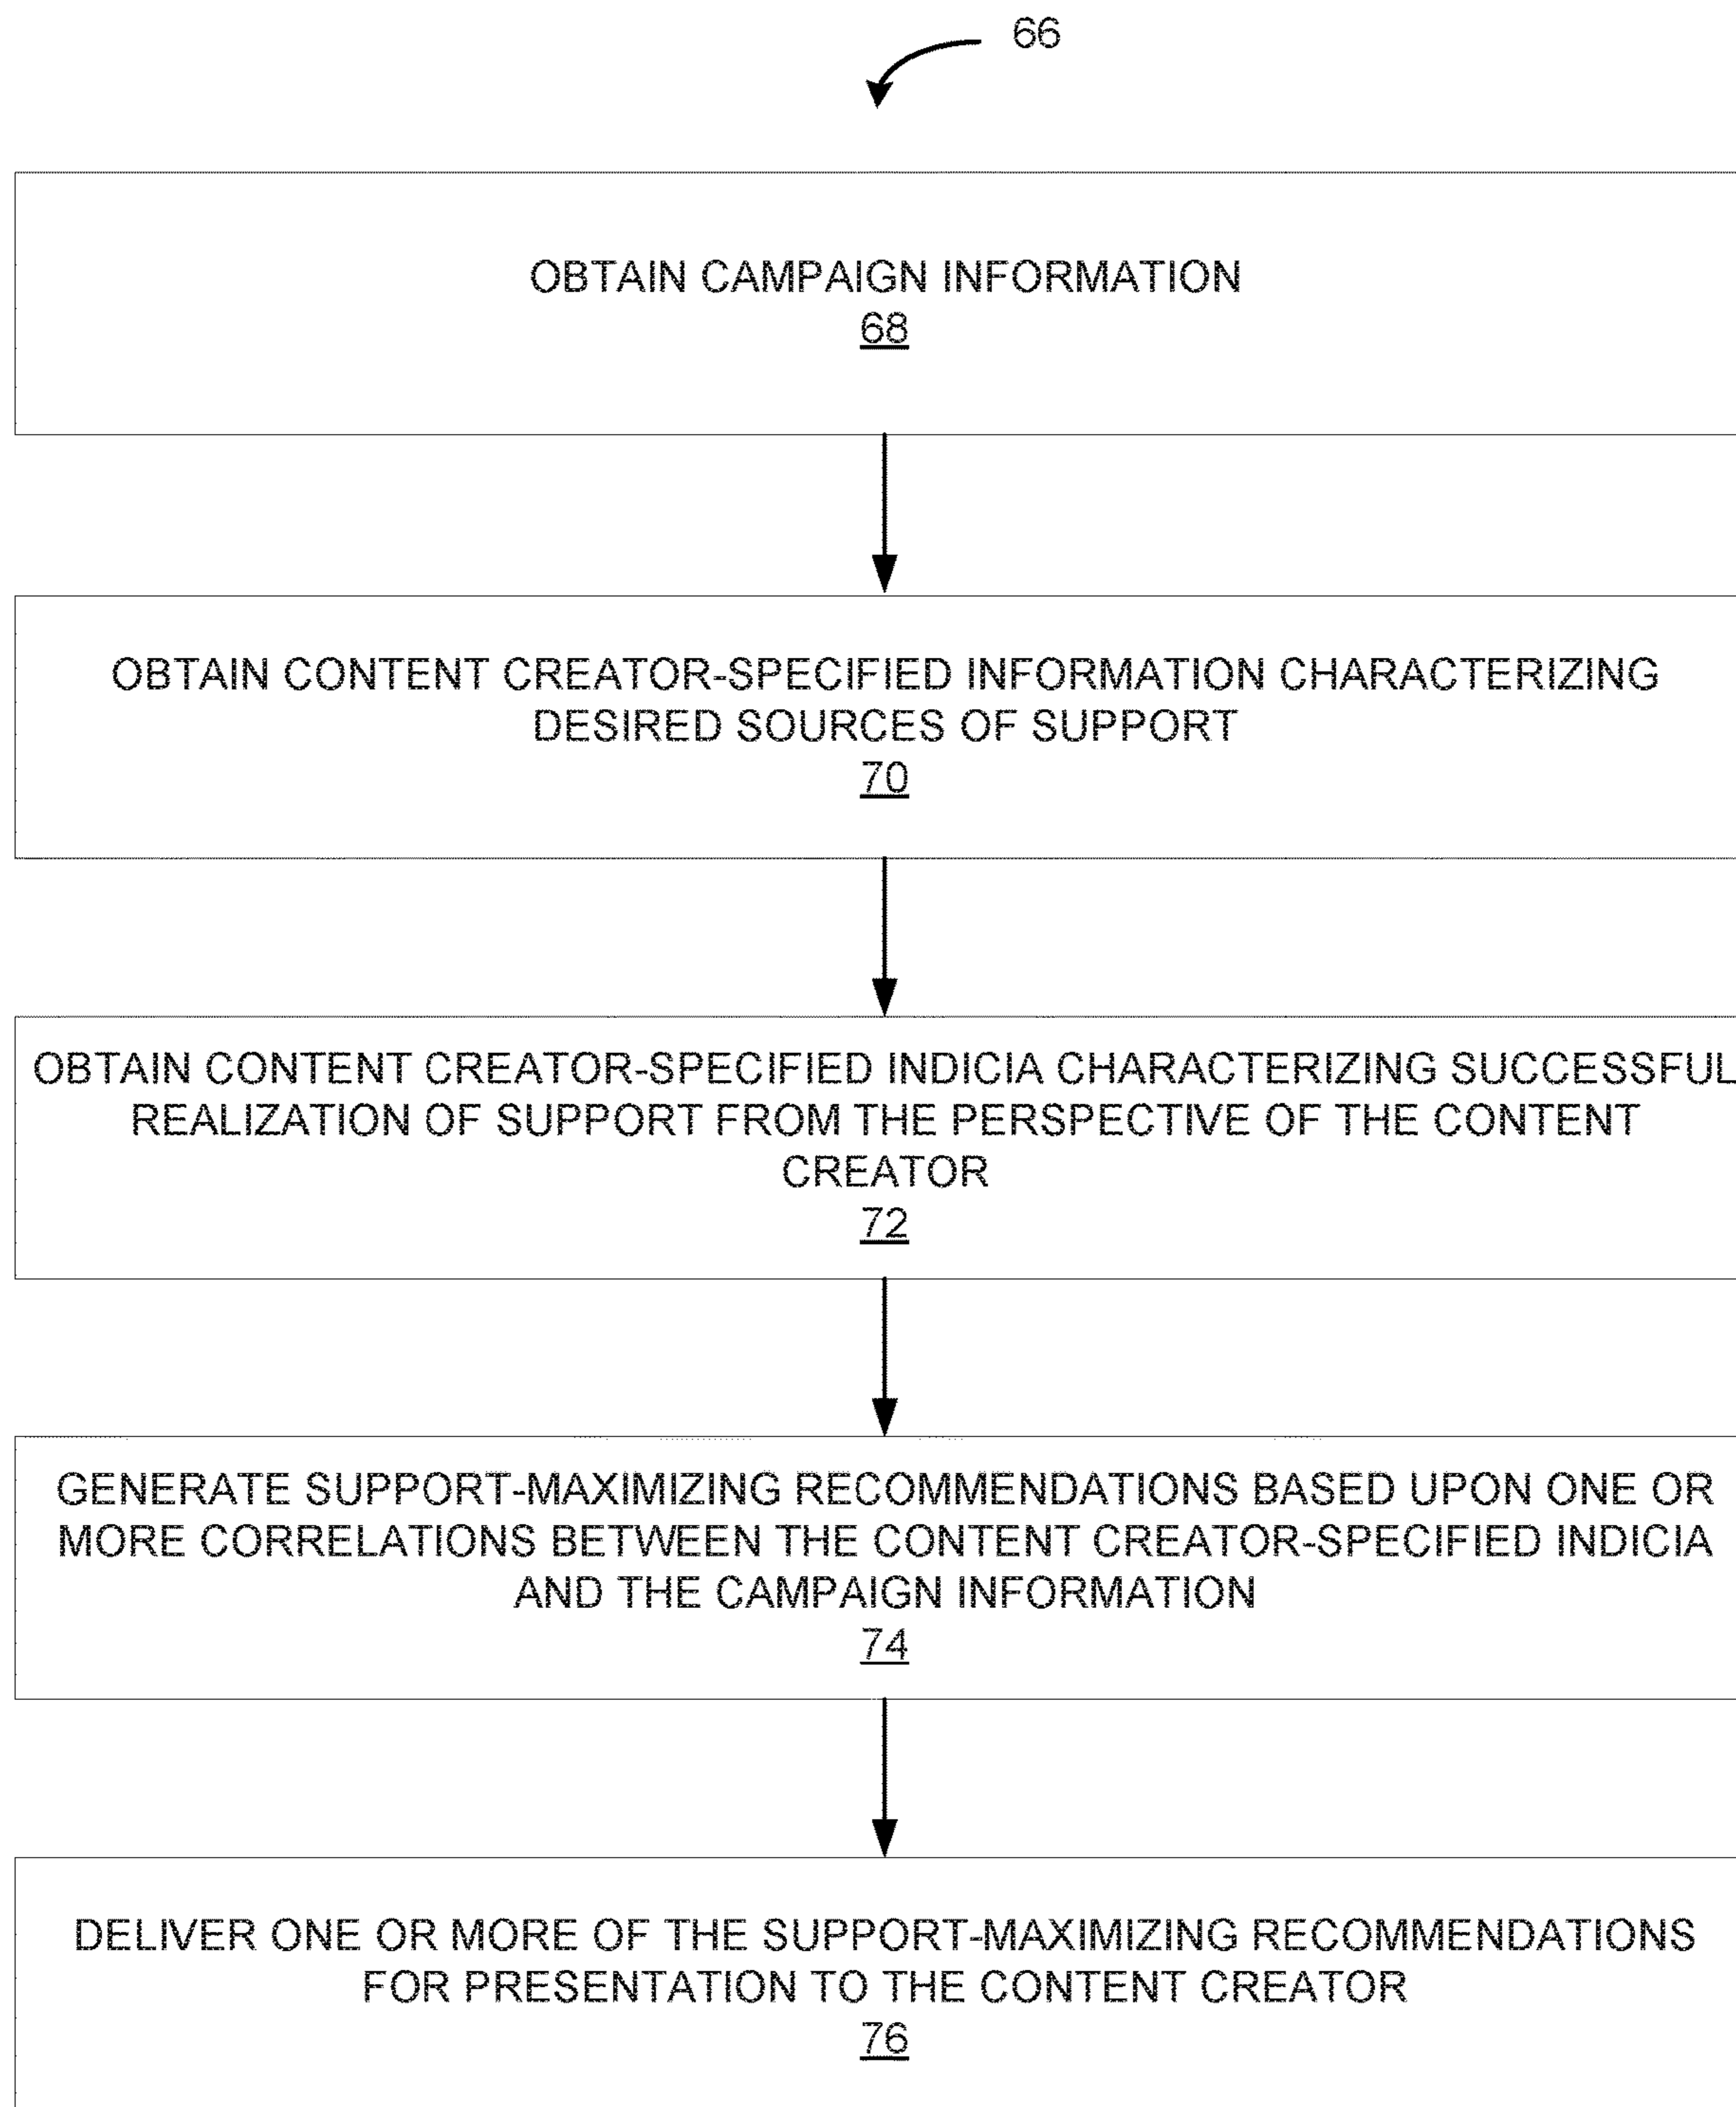 66
OBTAIN CAMPAIGN INFORMATION
68
OBTAIN CONTENT CREATOR-SPECIFIED INFORMATION CHARACTERIZING
DESIRED SOURCES OF SUPPORT
70
OBTAIN CONTENT CREATOR-SPECIFIED INDICIA CHARACTERIZING SUCCESSFUL
REALIZATION OF SUPPORT FROM THE PERSPECTIVE OF THE CONTENT
CREATOR
72
GENERATE SUPPORT-MAXIMIZING RECOMMENDATIONS BASED UPON ONE OR
MORE CORRELATIONS BETWEEN THE CONTENT CREATOR-SPECIFIED INDICIA
AND THE CAMPAIGN INFORMATION
74
DELIVER ONE OR MORE OF THE SUPPORT-MAXIMIZING RECOMMENDATIONS
FOR PRESENTATION TO THE CONTENT CREATOR
76